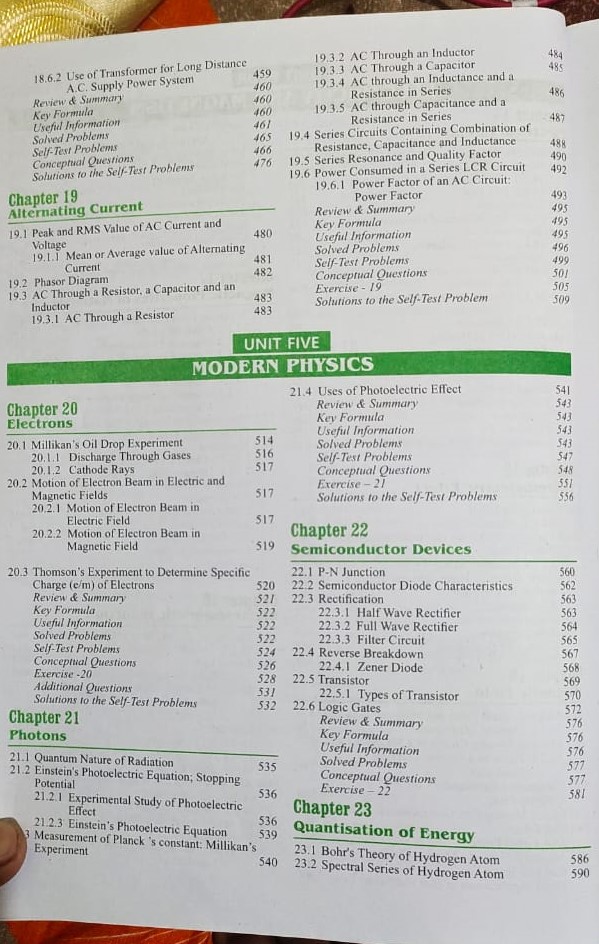 18.6.2 Use of Transformer for Long Distance
A.C. Supply Power System 459
Review & Summary 460
Key Formula 460
Useful Information 460
Solved Problems 461
Self-Test Problems 465
Conceptual Questions 466
Solutions to the Self-Test Problems 476
Chapter 19
Alternating Current
19.1 Peak and RMS Value of AC Current and
Voltage 480
19.1.1 Mean or Average value of Alternating
Current 481
19.2 Phasor Diagram 482
19.3 AC Through a Resistor, a Capacitor and an
Inductor 483
19.3.1 AC Through a Resistor 483
19.3.2 AC Through an Inductor 484
19.3.3 AC Through a Capacitor 485
19.3.4 AC through an Inductance and a
Resistance in Series 486
19.3.5 AC through Capacitance and a
Resistance in Series 487
19.4 Series Circuits Containing Combination of
Resistance, Capacitance and Inductance 488
19.5 Series Resonance and Quality Factor 490
19.6 Power Consumed in a Series LCR Circuit 492
19.6.1 Power Factor of an AC Circuit:
Power Factor 493
Review & Summary 495
Key Formula 495
Useful Information 495
Solved Problems 496
Self-Test Problems 499
Conceptual Questions 501
Exercise - 19 505
Solutions to the Self-Test Problem 509
UNIT FIVE
MODERN PHYSICS
Chapter 20
Electrons
20.1 Millikan's Oil Drop Experiment 514
20.1.1 Discharge Through Gases 516
20.1.2 Cathode Rays 517
20.2 Motion of Electron Beam in Electric and
Magnetic Fields 517
20.2.1 Motion of Electron Beam in
Electric Field 517
20.2.2 Motion of Electron Beam in
Magnetic Field 519
20.3 Thomson's Experiment to Determine Specific
Charge (e/m) of Electrons 520
Review & Summary 521
Key Formula 522
Useful Information 522
Solved Problems 522
Self-Test Problems 524
Conceptual Questions 526
Exercise -20 528
Additional Questions 531
Solutions to the Self-Test Problems 532
Chapter 21
Photons
21.1 Quantum Nature of Radiation 535
21.2 Einstein's Photoelectric Equation; Stopping
Potential 536
21.2.1 Experimental Study of Photoelectric
Effect 536
21.2.3 Einstein's Photoelectric Equation 539
3 Measurement of Planck 's constant: Millikan's
Experiment 540
21.4 Uses of Photoelectric Effect 541
Review & Summary 543
Key Formula 543
Useful Information 543
Solved Problems 543
Self-Test Problems 547
Conceptual Questions 548
Exercise – 21 551
Solutions to the Self-Test Problems 556
Chapter 22
Semiconductor Devices
22.1 P-N Junction 560
22.2 Semiconductor Diode Characteristics 562
22.3 Rectification 563
22.3.1 Half Wave Rectifier 563
22.3.2 Full Wave Rectifier 564
22.3.3 Filter Circuit 565
22.4 Reverse Breakdown 567
22.4.1 Zener Diode 568
22.5 Transistor 569
22.5.1 Types of Transistor 570
22.6 Logic Gates 572
Review & Summary 576
Key Formula 576
Useful Information 576
Solved Problems 577
Conceptual Questions 577
Exercise – 22 581
Chapter 23
Quantisation of Energy
23.1 Bohr's Theory of Hydrogen Atom 586
23.2 Spectral Series of Hydrogen Atom 590